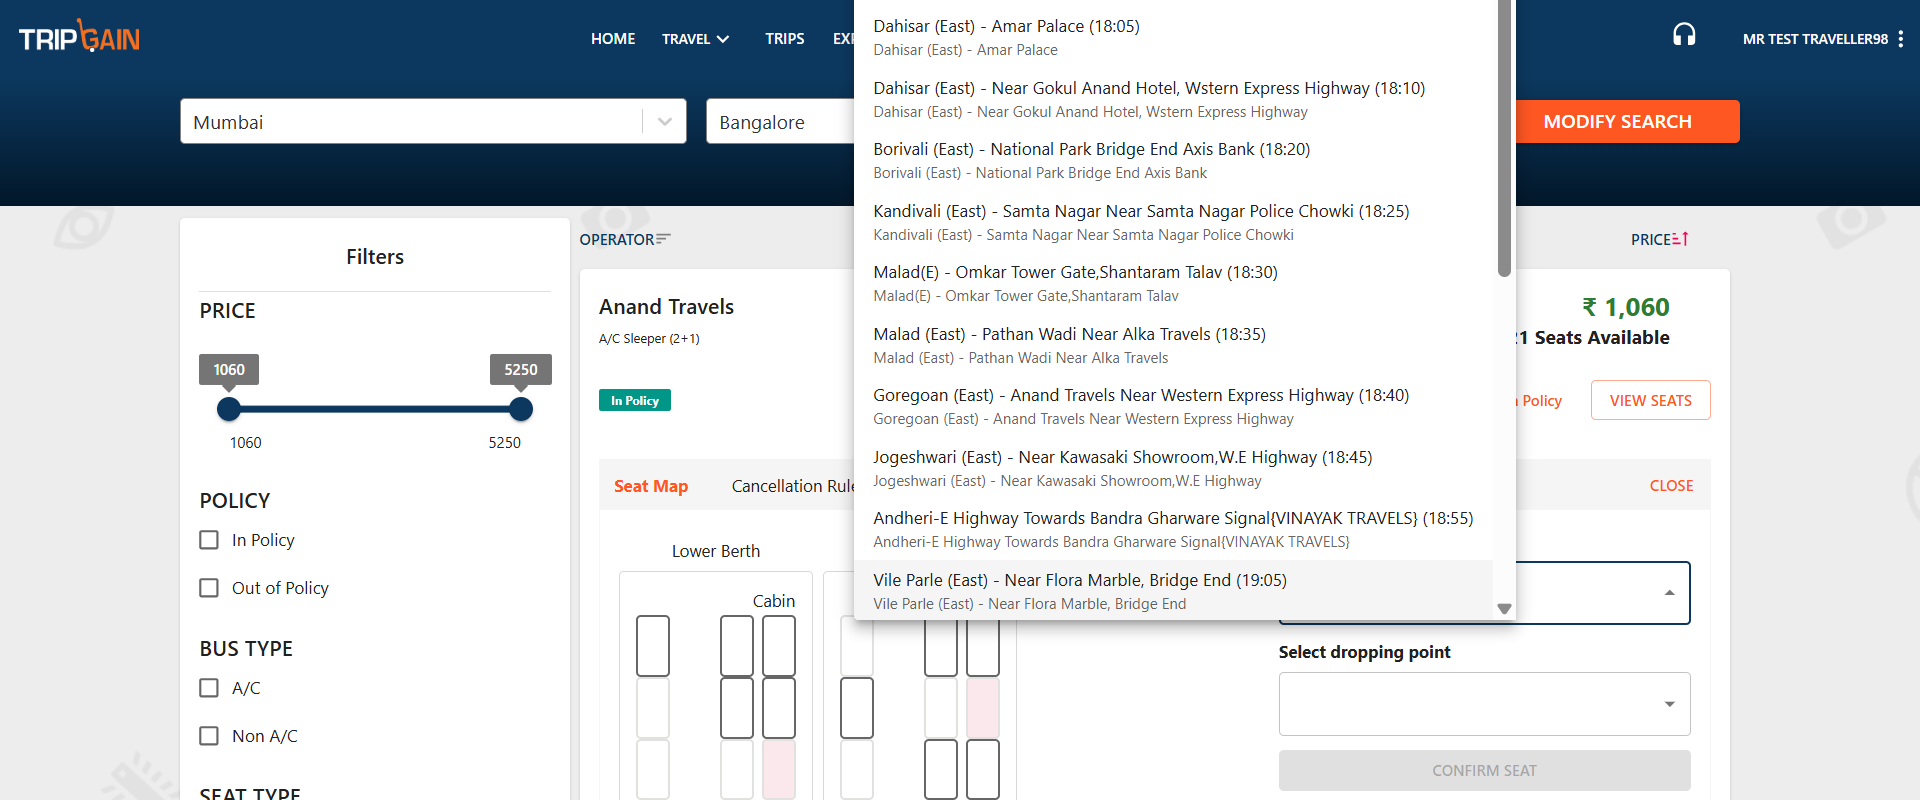 TRIPGAIN
HOME
TRAVEL
TRIPS
MR TEST TRAVELLER98
Mumbai
Bangalore
MODIFY SEARCH
Dahisar (East) - Amar Palace (18:05)
Dahisar (East) - Amar Palace
Dahisar (East) - Near Gokul Anand Hotel, Wstern Express Highway (18:10)
Dahisar (East) - Near Gokul Anand Hotel, Wstern Express Highway
Borivali (East) - National Park Bridge End Axis Bank (18:20)
Borivali (East) - National Park Bridge End Axis Bank
Kandivali (East) - Samta Nagar Near Samta Nagar Police Chowki (18:25)
Kandivali (East) - Samta Nagar Near Samta Nagar Police Chowki
Malad(E) - Omkar Tower Gate,Shantaram Talav (18:30)
Malad(E) - Omkar Tower Gate,Shantaram Talav
Malad (East) - Pathan Wadi Near Alka Travels (18:35)
Malad (East) - Pathan Wadi Near Alka Travels
Goregoan (East) - Anand Travels Near Western Express Highway (18:40)
Goregoan (East) - Anand Travels Near Western Express Highway
Jogeshwari (East) - Near Kawasaki Showroom,W.E Highway (18:45)
Jogeshwari (East) - Near Kawasaki Showroom,W.E Highway
Andheri-E Highway Towards Bandra Gharware Signal{VINAYAK TRAVELS} (18:55)
Andheri-E Highway Towards Bandra Gharware Signal{VINAYAK TRAVELS}
Vile Parle (East) - Near Flora Marble, Bridge End (19:05)
Vile Parle (East) - Near Flora Marble, Bridge End
Filters
PRICE
1060
5250
1060
5250
POLICY
In Policy
Out of Policy
BUS TYPE
A/C
Non A/C
SEAT TYPE
OPERATOR
PRICE
Anand Travels
A/C Sleeper (2+1)
In Policy
₹ 1,060
21 Seats Available
Policy
VIEW SEATS
Seat Map
Cancellation Rule
CLOSE
Lower Berth
Cabin
Select dropping point
CONFIRM SEAT